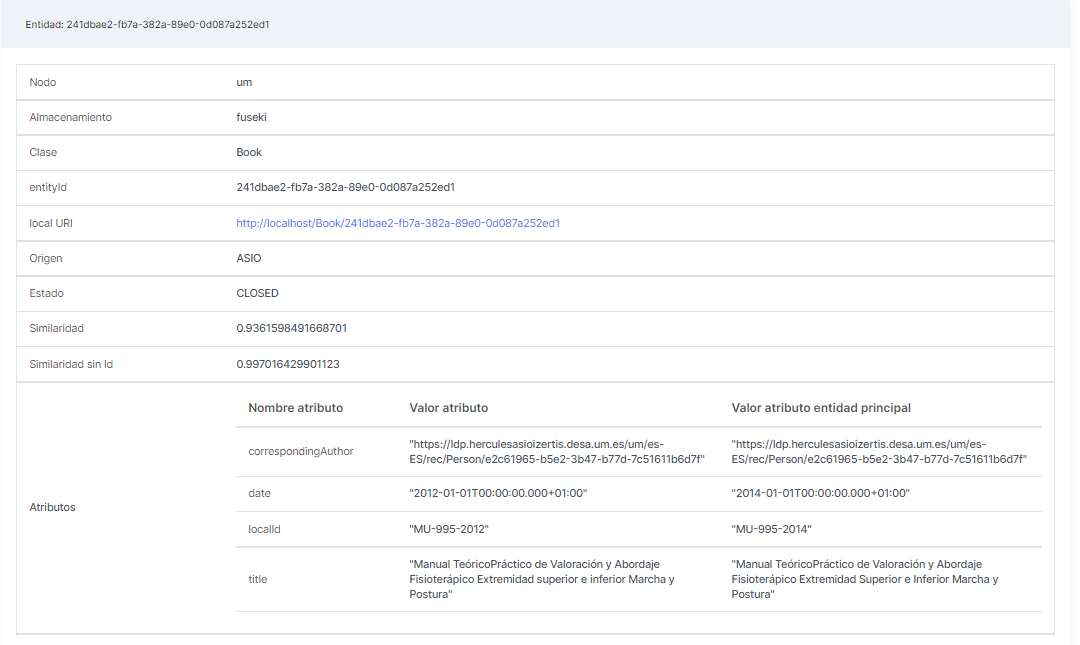 Entidad: 241dbae2-fb7a-382a-89e0-0d087a252ed1
Nodo um
Almacenamiento fuseki
Clase Book
entityId 241dbae2-fb7a-382a-89e0-0d087a252ed1
local URI http://localhost/Book/241dbae2-fb7a-382a-89e0-0d087a252ed1
Origen ASIO
Estado CLOSED
Similaridad 0.9361598491668701
Similaridad sin Id 0.997016429901123
Atributos
Nombre atributo Valor atributo Valor atributo entidad principal
correspondingAuthor
"https://ldp.herculesasioizertis.desa.um.es/um/es-
ES/rec/Person/e2c61965-b5e2-3b47-b77d-7c51611b6d7f"
"https://ldp.herculesasioizertis.desa.um.es/um/es-
ES/rec/Person/e2c61965-b5e2-3b47-b77d-7c51611b6d7f"
date "2012-01-01T00:00:00.000+01:00" "2014-01-01T00:00:00.000+01:00"
localId "MU-995-2012" "MU-995-2014"
title
"Manual TeóricoPráctico de Valoración y Abordaje
Fisioterápico Extremidad superior e inferior Marcha y
Postura"
"Manual TeóricoPráctico de Valoración y Abordaje
Fisioterápico Extremidad Superior e Inferior Marcha y
Postura"